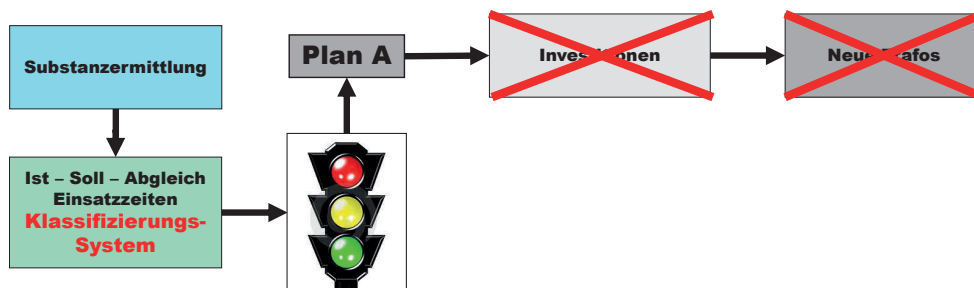 Substanzermittlung
Ist – Soll – Abgleich
Einsatzzeiten
Klassifizierungs-
System
Plan A